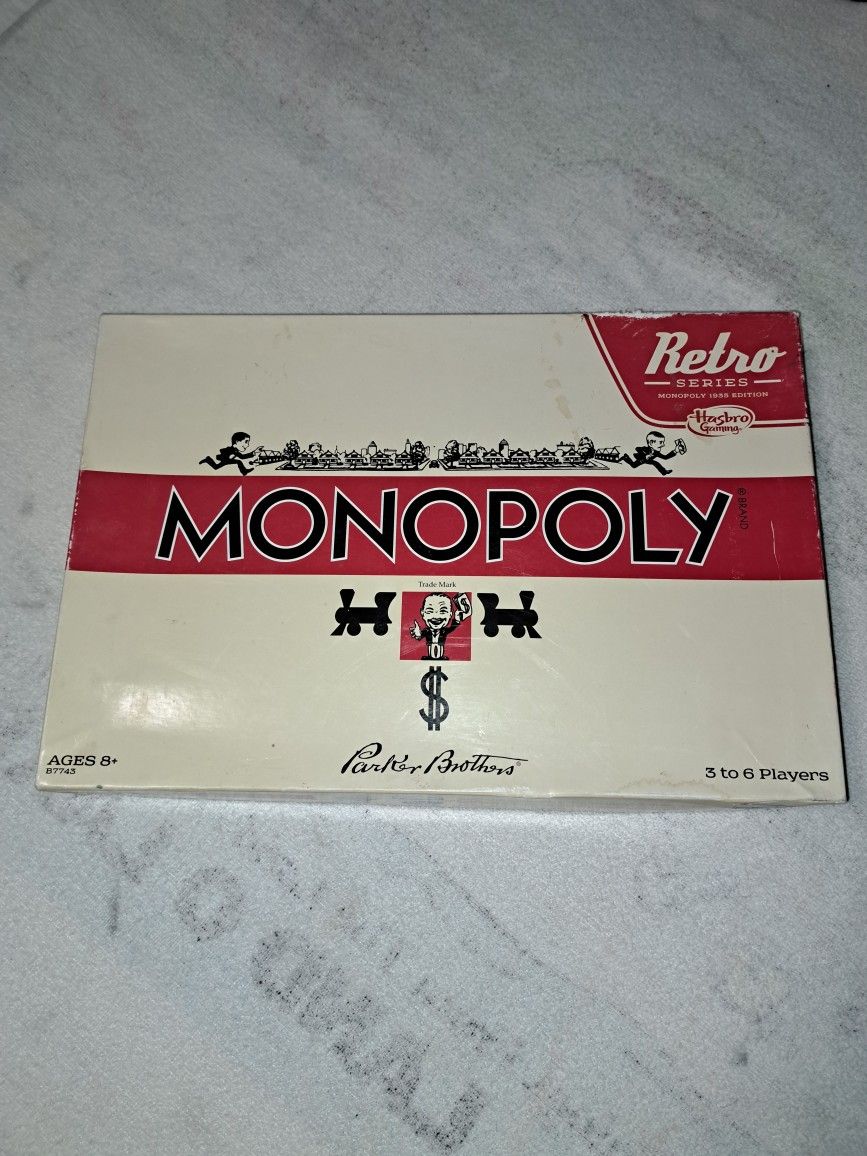 Retro
SERIES
MONOPOLY 1935 EDITION
Hasbro
Gaming
MONOPOLY
® BRAND
Trade Mark
$
AGES 8+
B7743
Parker Brothers®
3 to 6 Players